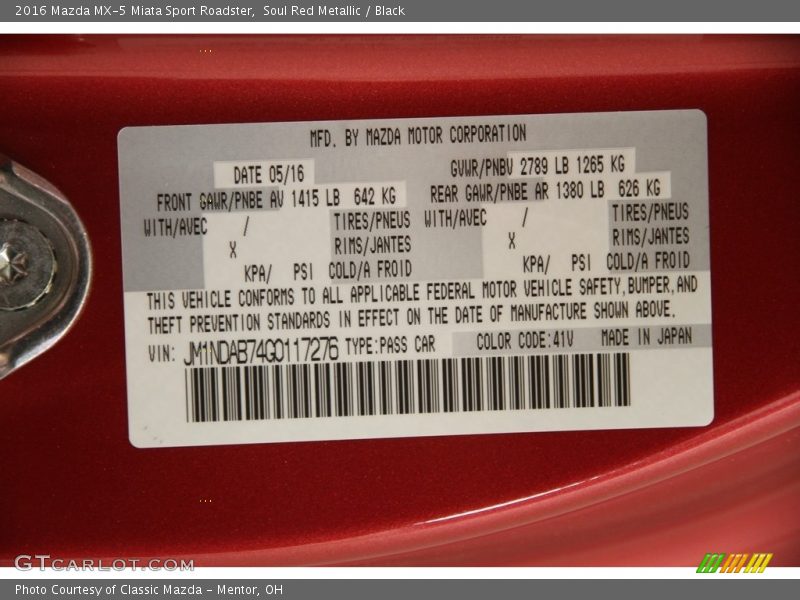 2016 Mazda MX-5 Miata Sport Roadster,  Soul Red Metallic / Black
MFD. BY MAZDA MOTOR CORPORATION
DATE 05/16
GVWR/PNBV 2789 LB 1265 KG
FRONT GAWR/PNBE AV 1415 LB 642 KG
REAR GAWR/PNBE AR 1380 LB 626 KG
WITH/AVEC / TIRES/PNEUS WITH/AVEC / TIRES/PNEUS
X RIMS/JANTES X RIMS/JANTES
KPA/ PSI COLD/A FROID KPA/ PSI COLD/A FROID
THIS VEHICLE CONFORMS TO ALL APPLICABLE FEDERAL MOTOR VEHICLE SAFETY,BUMPER,AND
THEFT PREVENTION STANDARDS IN EFFECT ON THE DATE OF MANUFACTURE SHOWN ABOVE.
VIN: JM1NDAB74G0117276 TYPE:PASS CAR COLOR CODE:41V MADE IN JAPAN
GTCARLOT.COM
Photo Courtesy of Classic Mazda - Mentor, OH